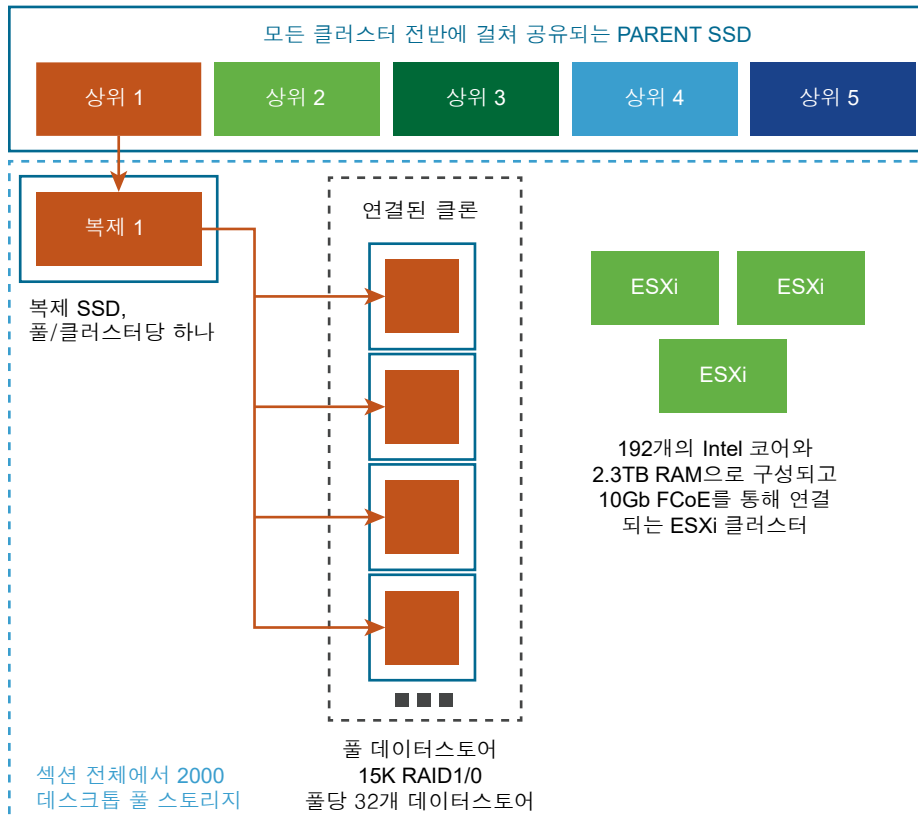 모든 클러스터 전반에 걸쳐 공유되는 PARENT SSD
상위 1
상위 2
상위 3
상위 4
상위 5
복제 1
복제 SSD,
풀/클러스터당 하나
연결된 클론
ESXi
ESXi
ESXi
192개의 Intel 코어와
2.3TB RAM으로 구성되고
10Gb FCoE를 통해 연결
되는 ESXi 클러스터
풀 데이터스토어
15K RAID1/0
풀당 32개 데이터스토어
섹션 전체에서 2000
데스크톱 풀 스토리지